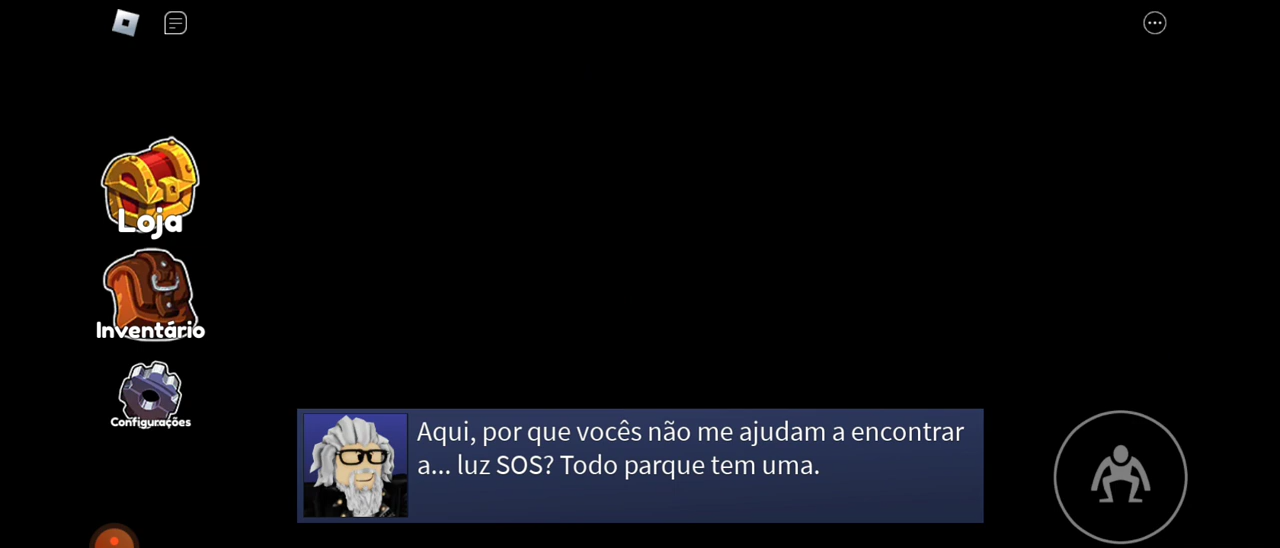 Loja
Inventário
Configurações
Aqui, por que vocês não me ajudam a encontrar
a... luz SOS? Todo parque tem uma.